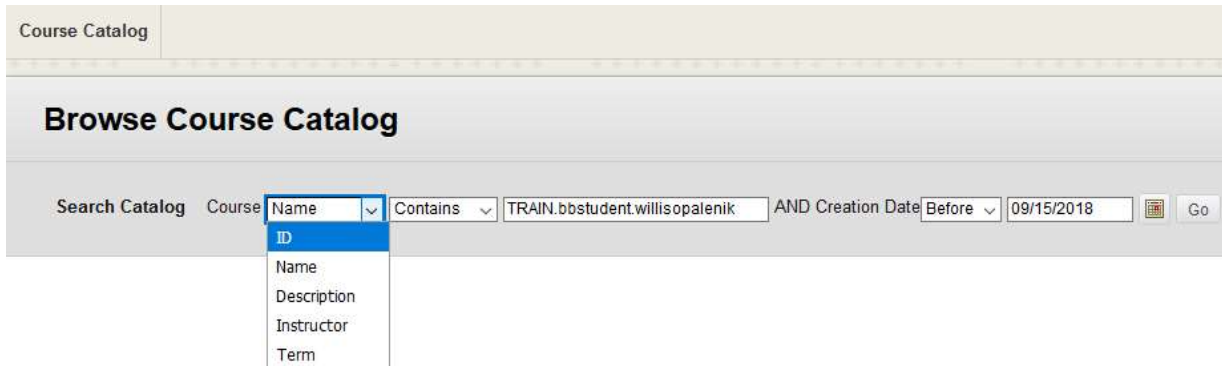 Course Catalog
Browse Course Catalog
Search Catalog Course Name Contains TRAIN.bbstudent.willisopalenik AND Creation Date Before 09/15/2018 Go
ID
Name
Description
Instructor
Term